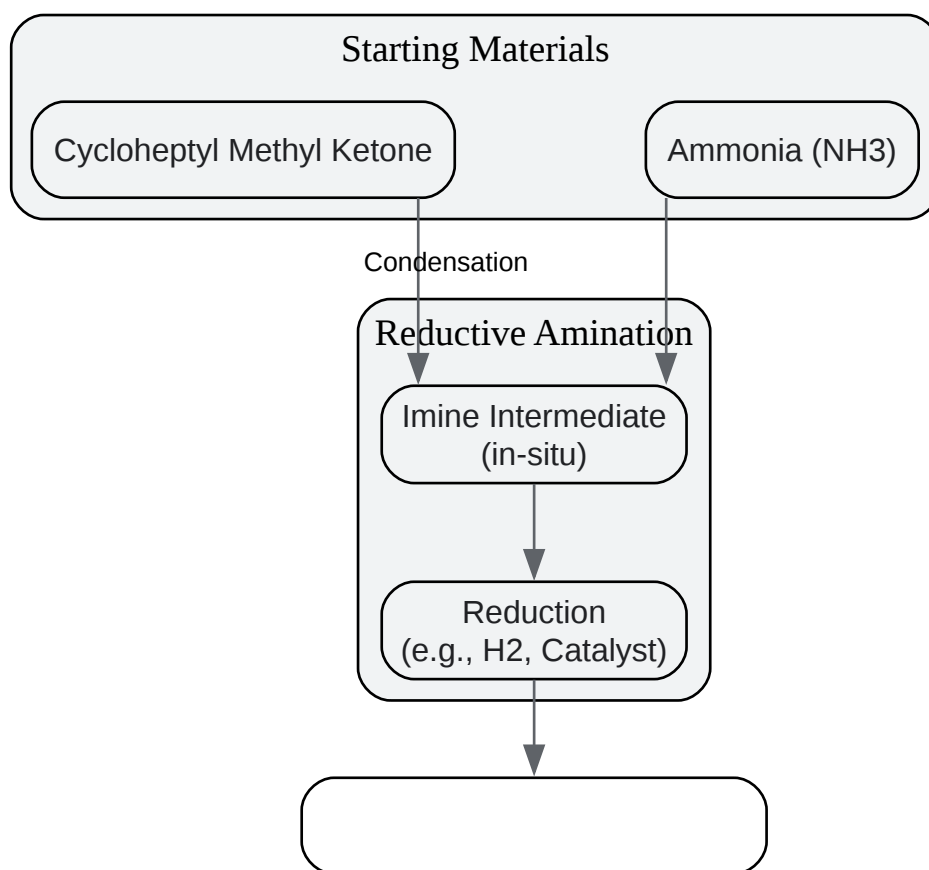 Starting Materials
Cycloheptyl Methyl Ketone
Ammonia (NH3)
Condensation
Reductive Amination
Imine Intermediate
(in-situ)
Reduction
(e.g., H2, Catalyst)